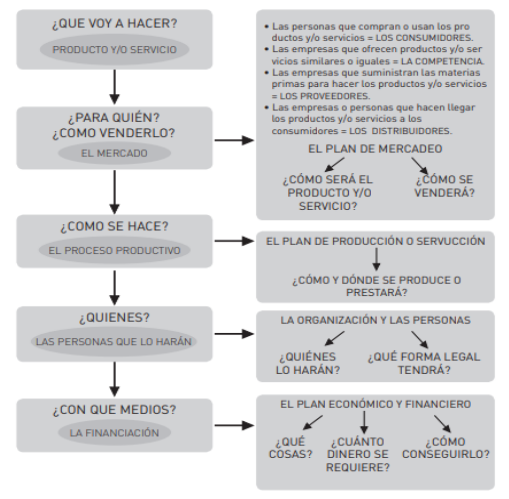 ¿QUE VOY A HACER?
PRODUCTO Y/O SERVICIO
¿PARA QUIÉN?
¿CÓMO VENDERLO?
EL MERCADO
• Las personas que compran o usan los pro
ductos y/o servicios = LOS CONSUMIDORES.
• Las empresas que ofrecen productos y/o ser
vicios similares o iguales = LA COMPETENCIA.
• Las empresas que suministran las materias
primas para hacer los productos y/o servicios
= LOS PROVEEDORES.
• Las empresas o personas que hacen llegar
los productos y/o servicios a los
consumidores = LOS DISTRIBUIDORES.
EL PLAN DE MERCADEO
¿CÓMO SERÁ EL
PRODUCTO Y/O
SERVICIO?
¿CÓMO SE
VENDERÁ?
¿COMO SE HACE?
EL PROCESO PRODUCTIVO
EL PLAN DE PRODUCCIÓN O SERVUCCIÓN
¿CÓMO Y DÓNDE SE PRODUCE O
PRESTARÁ?
¿QUIENES?
LAS PERSONAS QUE LO HARÁN
LA ORGANIZACIÓN Y LAS PERSONAS
¿QUIÉNES
LO HARÁN?
¿QUÉ FORMA LEGAL
TENDRÁ?
¿CON QUE MEDIOS?
LA FINANCIACIÓN
EL PLAN ECONÓMICO Y FINANCIERO
¿QUÉ
COSAS?
¿CUÁNTO
DINERO SE
REQUIERE?
¿CÓMO
CONSEGUIRLO?